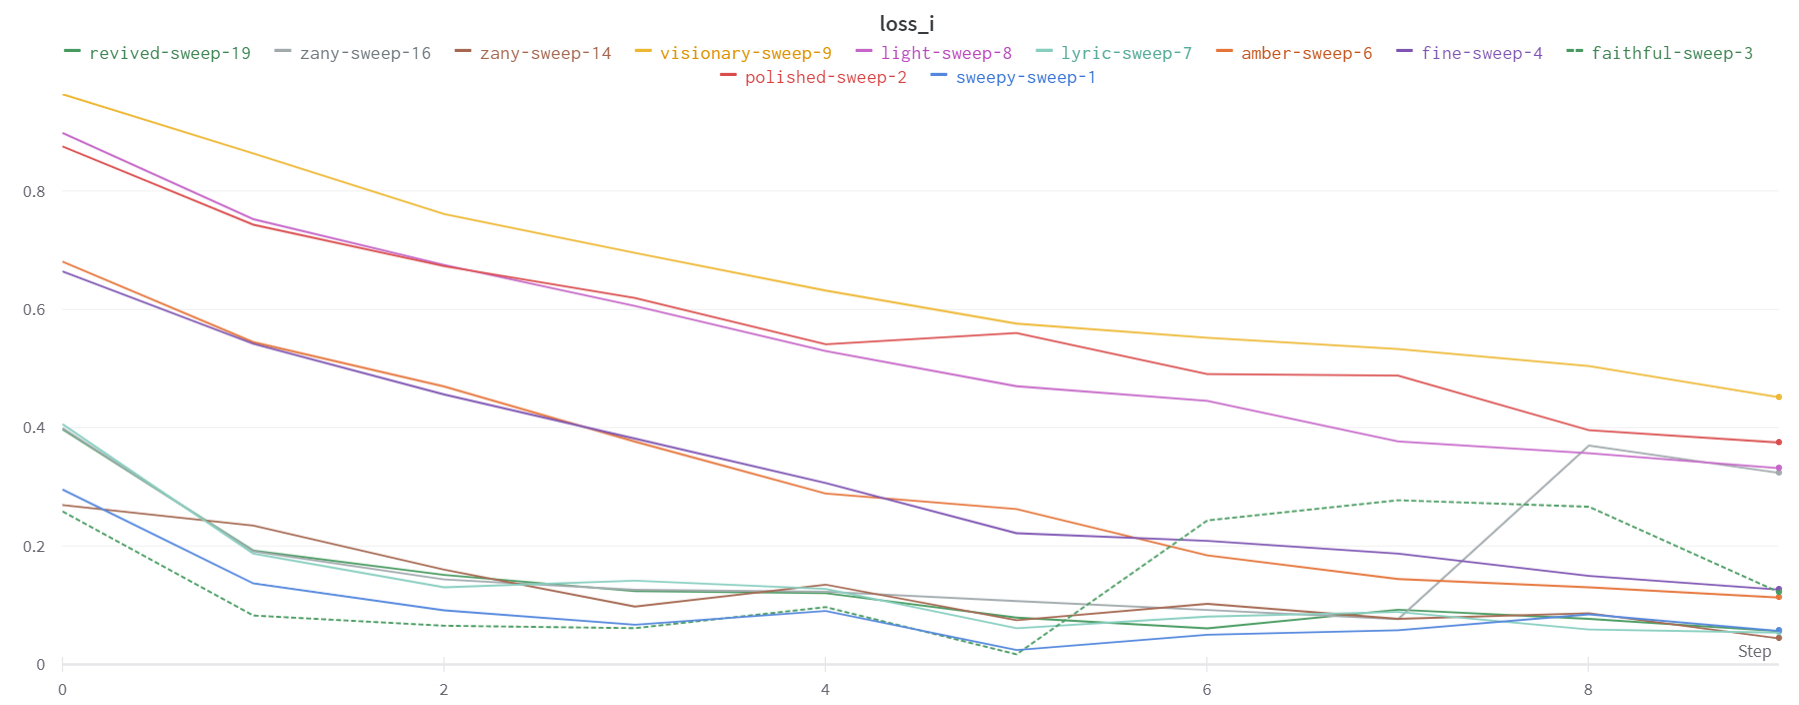 loss_i
revived-sweep-19 zany-sweep-16 zany-sweep-14 visionary-sweep-9 light-sweep-8 lyric-sweep-7 amber-sweep-6 fine-sweep-4 faithful-sweep-3
polished-sweep-2 sweepy-sweep-1
0.8
0.6
0.4
0.2
0
Step
0 2 4 6 8